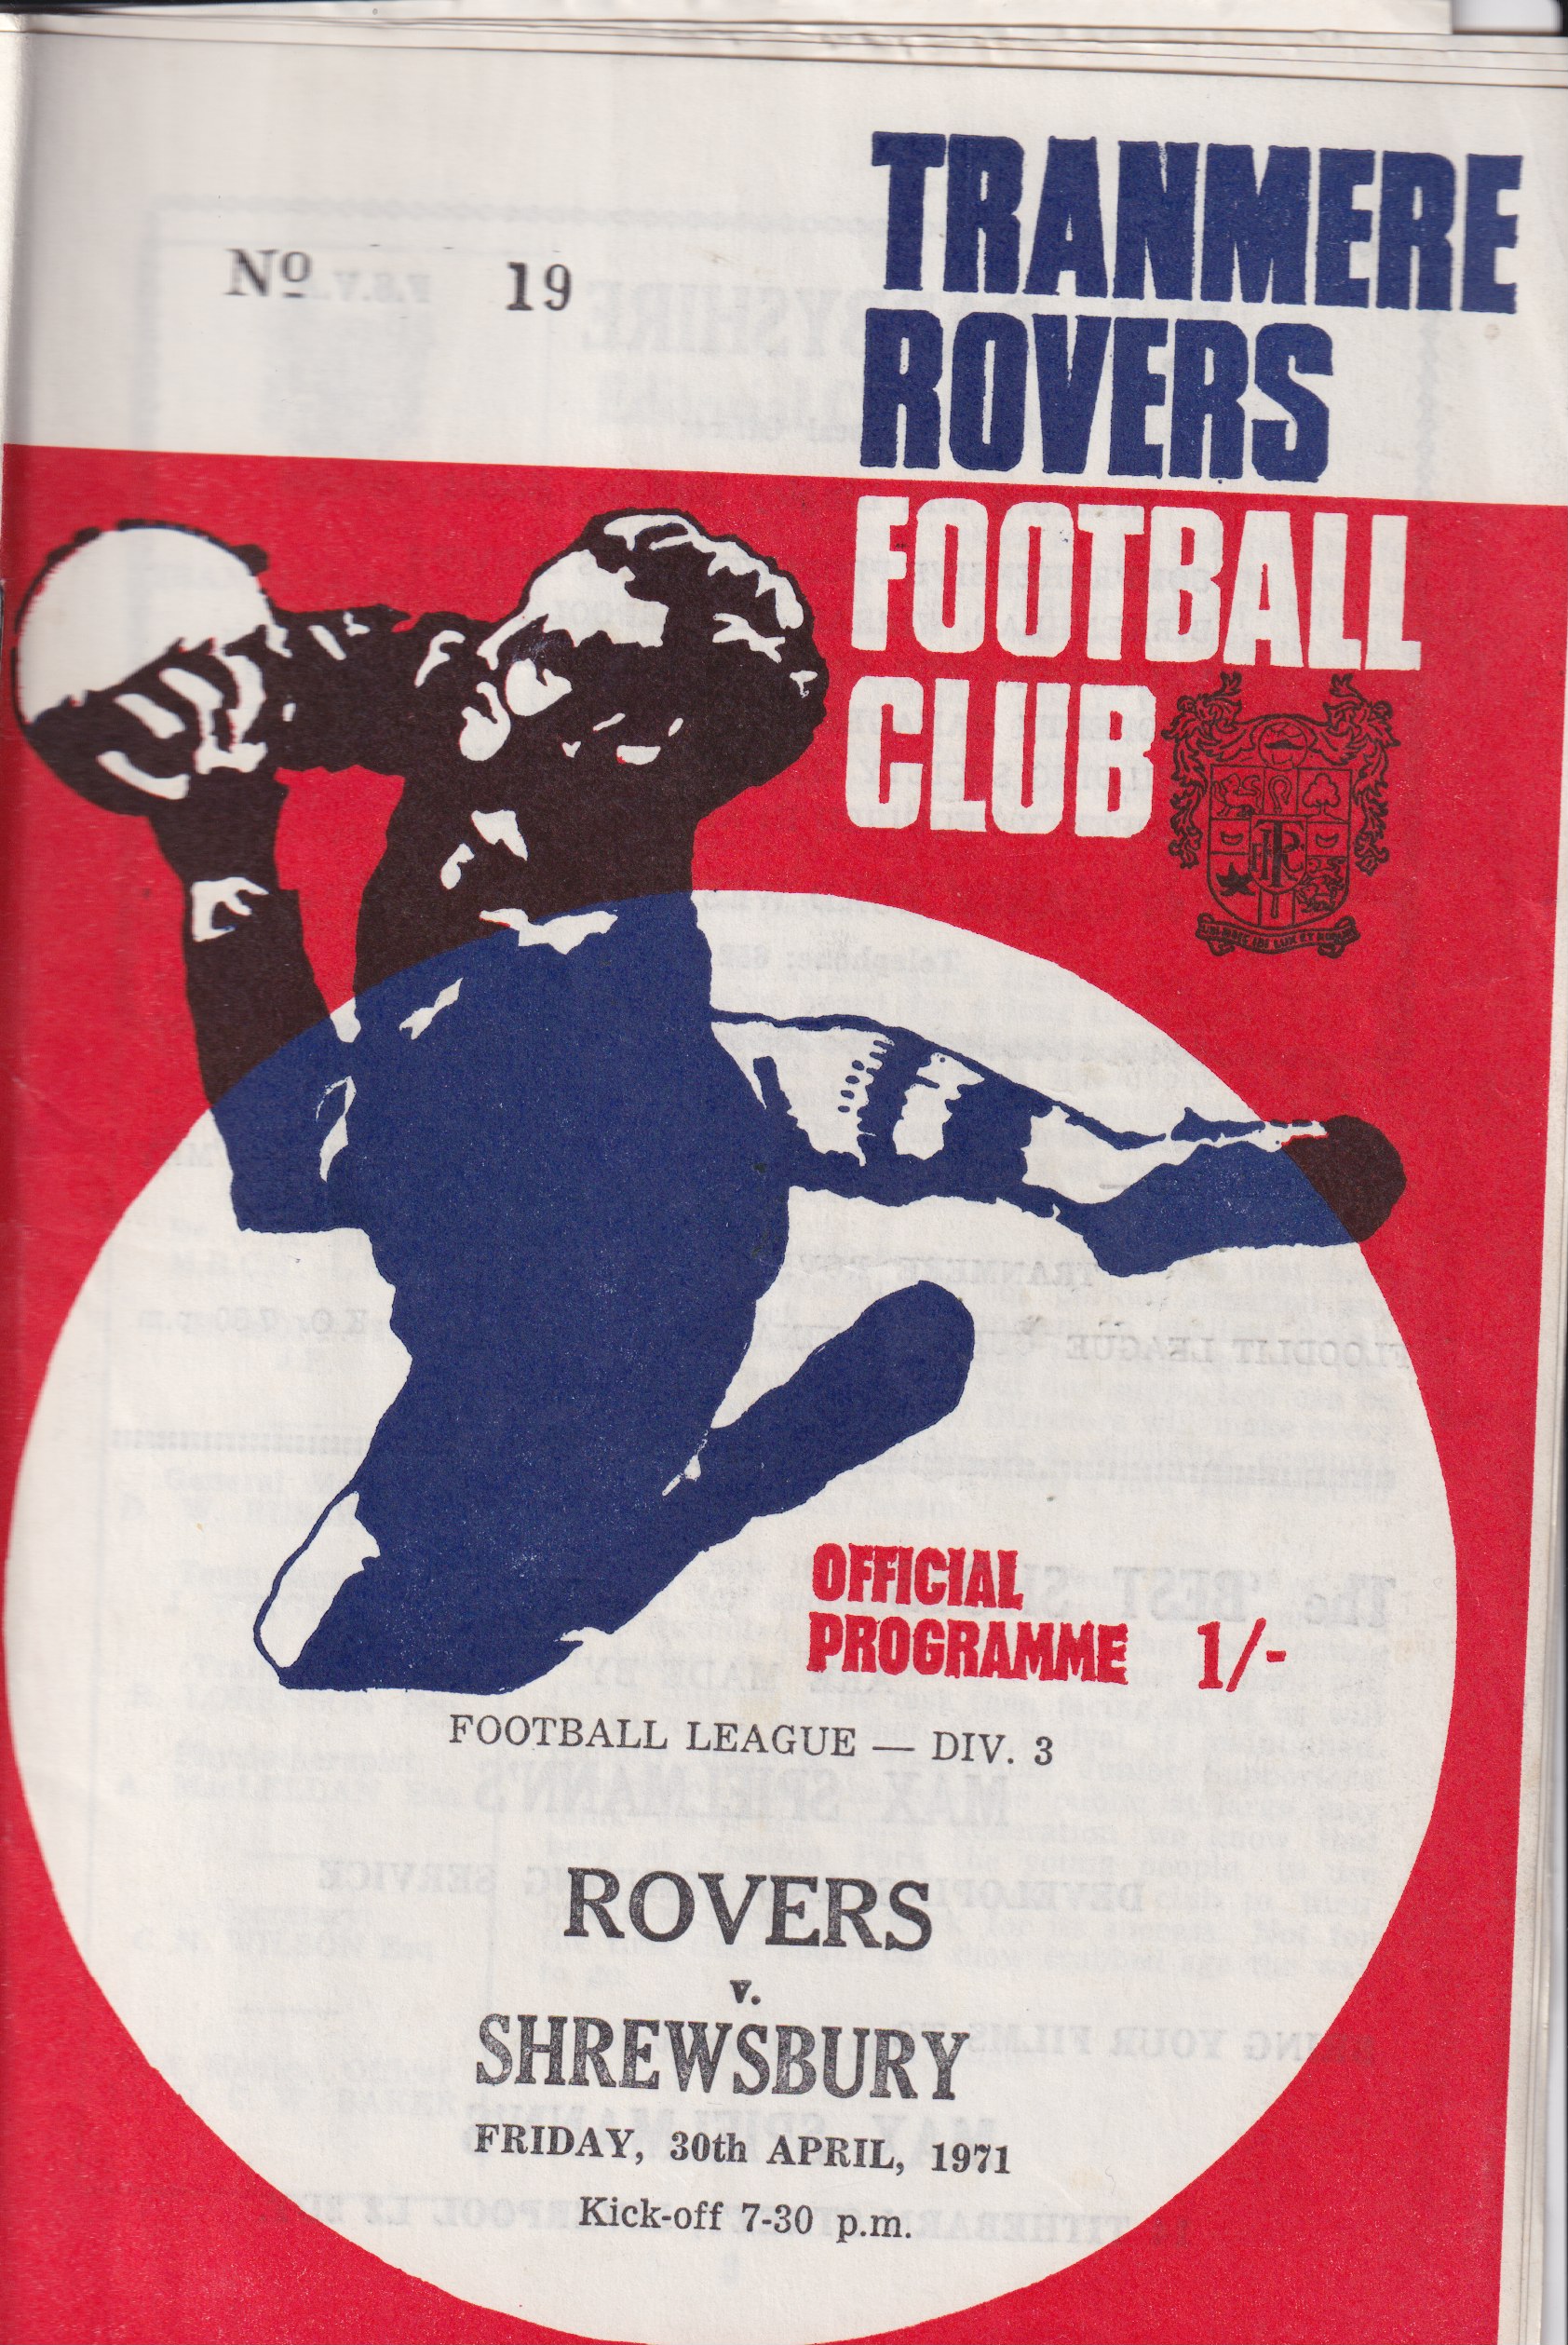 Nº 19
TRANMERE
ROVERS
FOOTBALL
CLUB
TR
OFFICIAL
PROGRAMME 1/-
FOOTBALL LEAGUE — DIV. 3
ROVERS
v.
SHREWSBURY
FRIDAY, 30th APRIL, 1971
Kick-off 7-30 p.m.